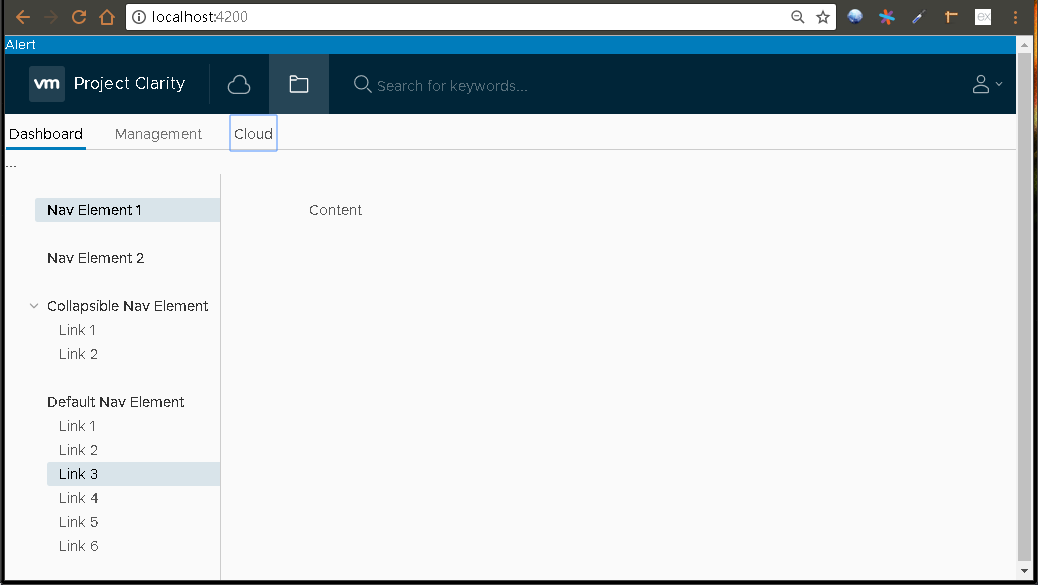 localhost:4200
ex
Alert
vm Project Clarity Search for keywords...
Dashboard Management Cloud
...
Nav Element 1 Content
Nav Element 2
Collapsible Nav Element
Link 1
Link 2
Default Nav Element
Link 1
Link 2
Link 3
Link 4
Link 5
Link 6